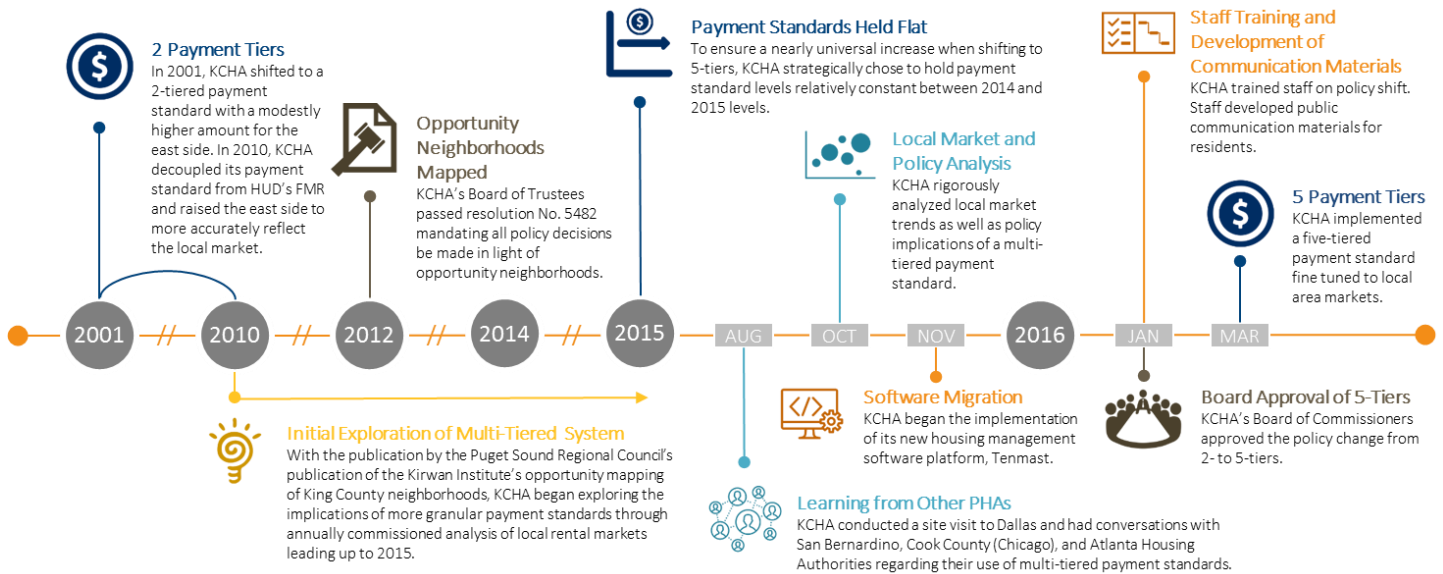 2 Payment Tiers
In 2001, KCHA shifted to a
2-tiered payment
standard with a modestly
higher amount for the
east side. In 2010, KCHA
decoupled its payment
standard from HUD's FMR
and raised the east side to
more accurately reflect
the local market.
Opportunity
Neighborhoods
Mapped
KCHA's Board of Trustees
passed resolution No. 5482
mandating all policy decisions
be made in light of
opportunity neighborhoods.
Payment Standards Held Flat
To ensure a nearly universal increase when shifting to
5-tiers, KCHA strategically chose to hold payment
standard levels relatively constant between 2014 and
2015 levels.
Local Market and
Policy Analysis
KCHA rigorously
analyzed local market
trends as well as policy
implications of a multi-
tiered payment
standard.
Staff Training and
Development of
Communication Materials
KCHA trained staff on policy shift.
Staff developed public
communication materials for
residents.
5 Payment Tiers
KCHA implemented
a five-tiered
payment standard
fine tuned to local
area markets.
2001
2010
2012
2014
2015
AUG
OCT
NOV
2016
JAN
MAR
Initial Exploration of Multi-Tiered System
With the publication by the Puget Sound Regional Council's
publication of the Kirwan Institute's opportunity mapping
of King County neighborhoods, KCHA began exploring the
implications of more granular payment standards through
annually commissioned analysis of local rental markets
leading up to 2015.
Software Migration
KCHA began the implementation
of its new housing management
software platform, Tenmast.
Board Approval of 5-Tiers
KCHA's Board of Commissioners
approved the policy change from
2- to 5-tiers.
Learning from Other PHAs
KCHA conducted a site visit to Dallas and had conversations with
San Bernardino, Cook County (Chicago), and Atlanta Housing
Authorities regarding their use of multi-tiered payment standards.